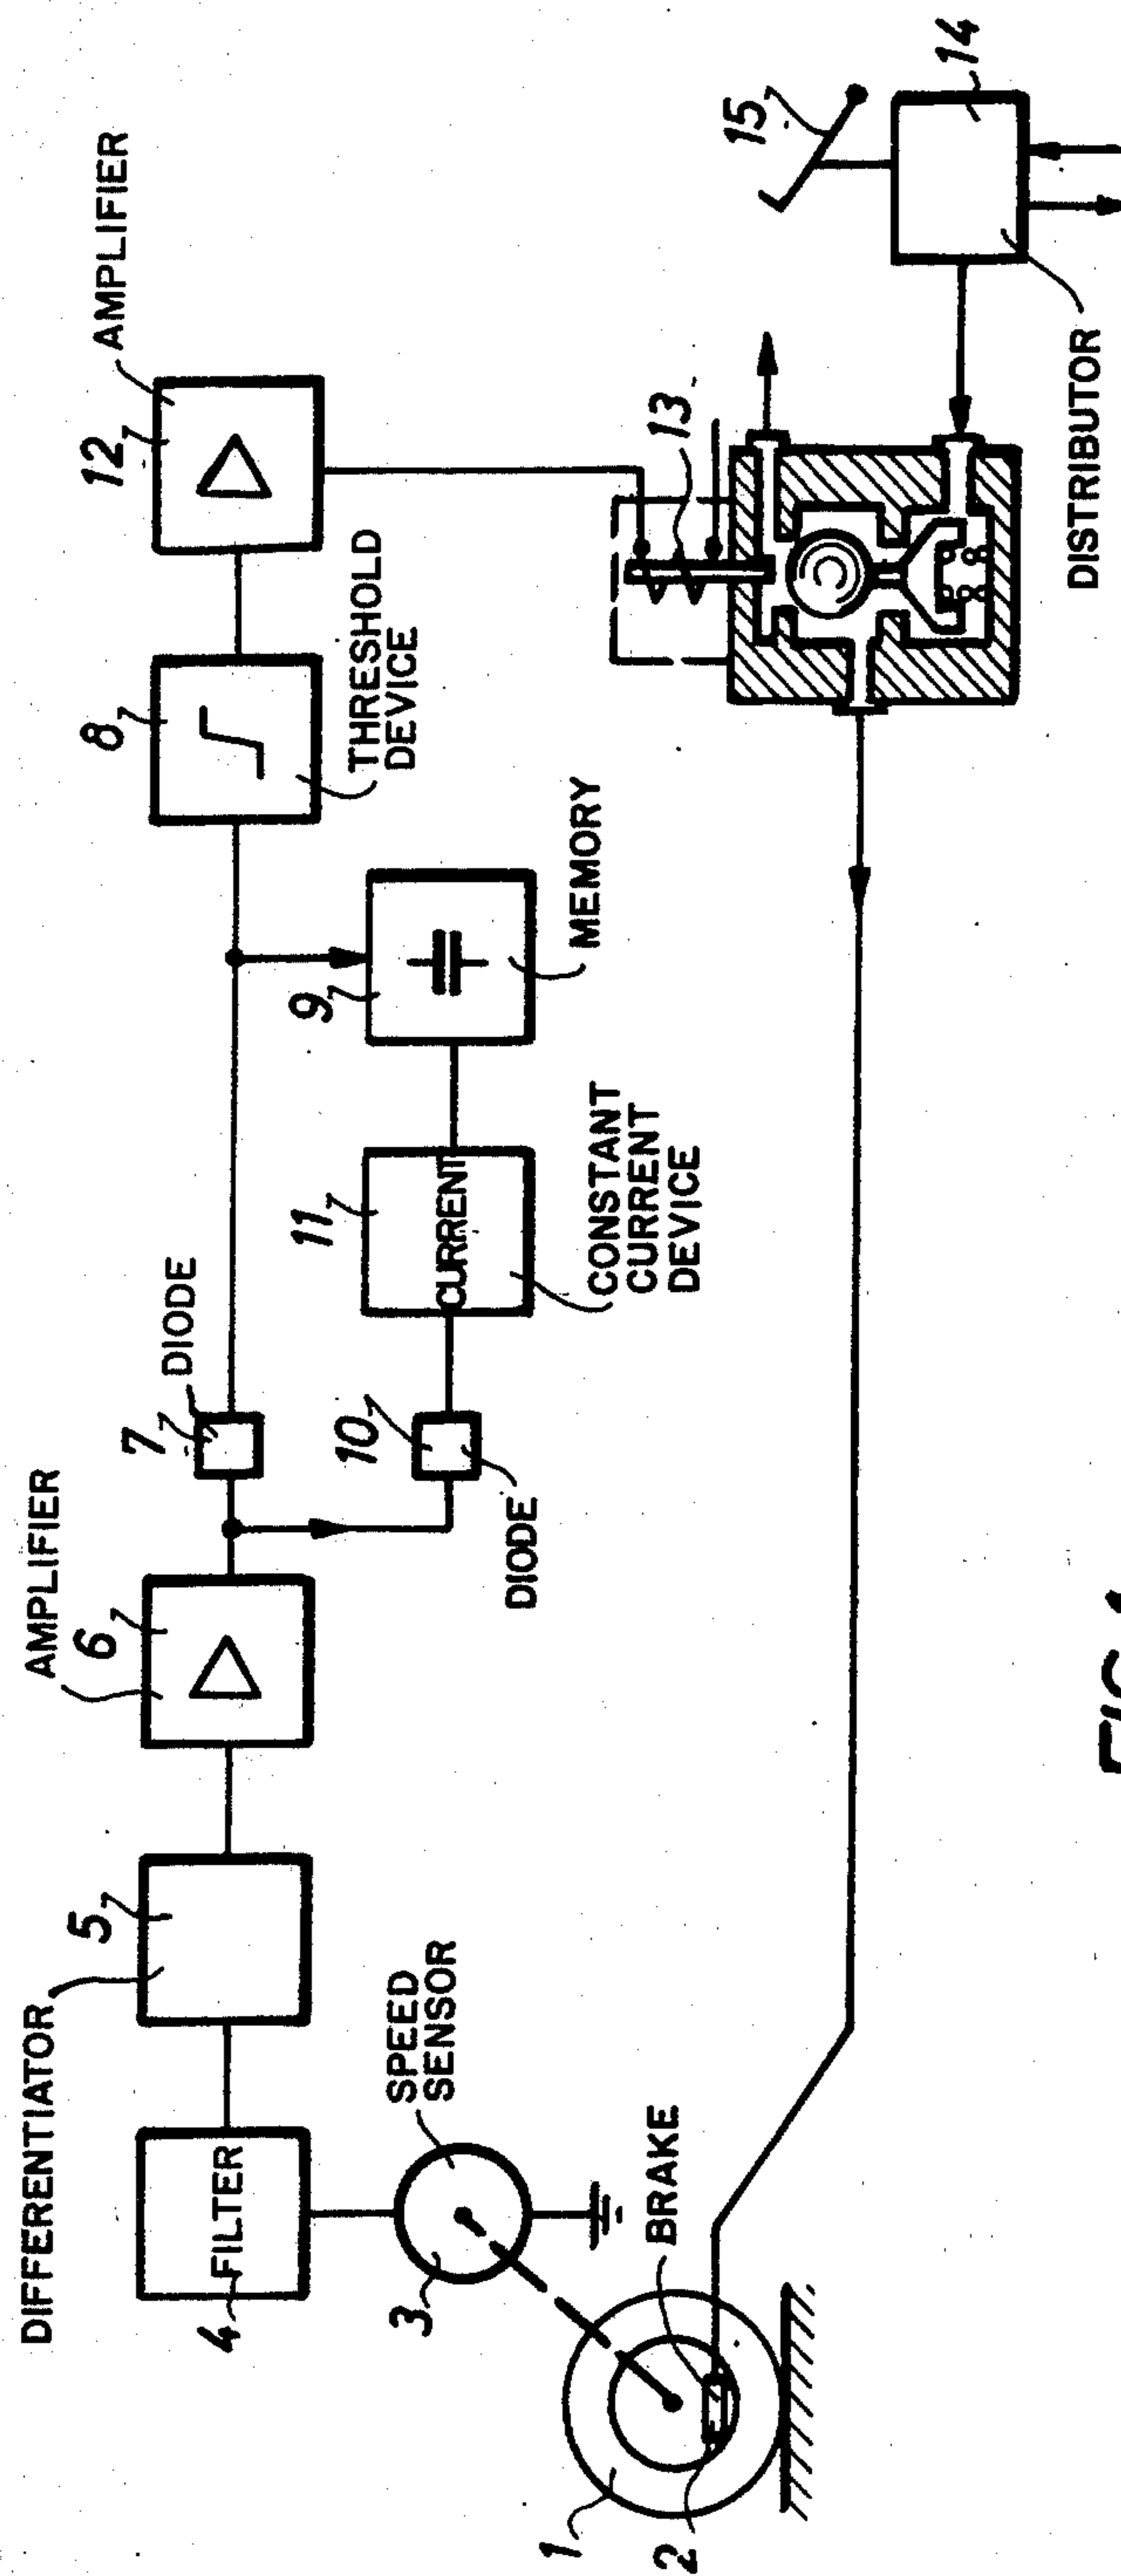 DIFFERENTIATOR
5
AMPLIFIER
6
7
DIODE
8
12
AMPLIFIER
4
FILTER
THRESHOLD
DEVICE
9
MEMORY
11
CURRENT
CONSTANT
CURRENT
DEVICE
10
DIODE
3
SPEED
SENSOR
BRAKE
1
2
13
15
14
DISTRIBUTOR